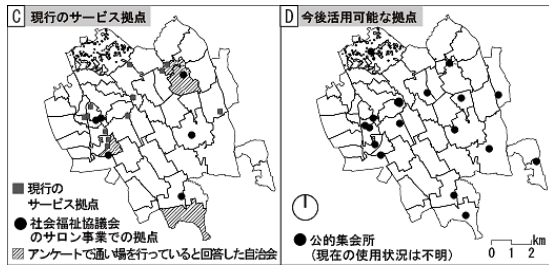 C 現行のサービス拠点
現行の
サービス拠点
社会福祉協議会
のサロン事業での拠点
アンケートで通い場を行っていると回答した自治会
D 今後活用可能な拠点
公的集会所
(現在の使用状況は不明)
0 1 2 km